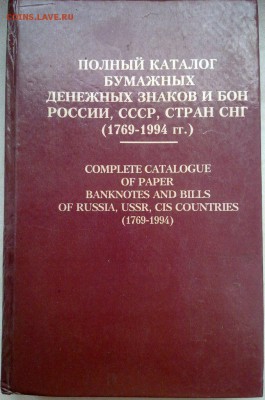 COINS.LAVE.RU
ПОЛНЫЙ КАТАЛОГ
БУМАЖНЫХ
ДЕНЕЖНЫХ ЗНАКОВ И БОН
РОССИИ, СССР, СТРАН СНГ
(1769-1994 гг.)
COMPLETE CATALOGUE
OF PAPER
BANKNOTES AND BILLS
OF RUSSIA, USSR, CIS COUNTRIES
(1769-1994)